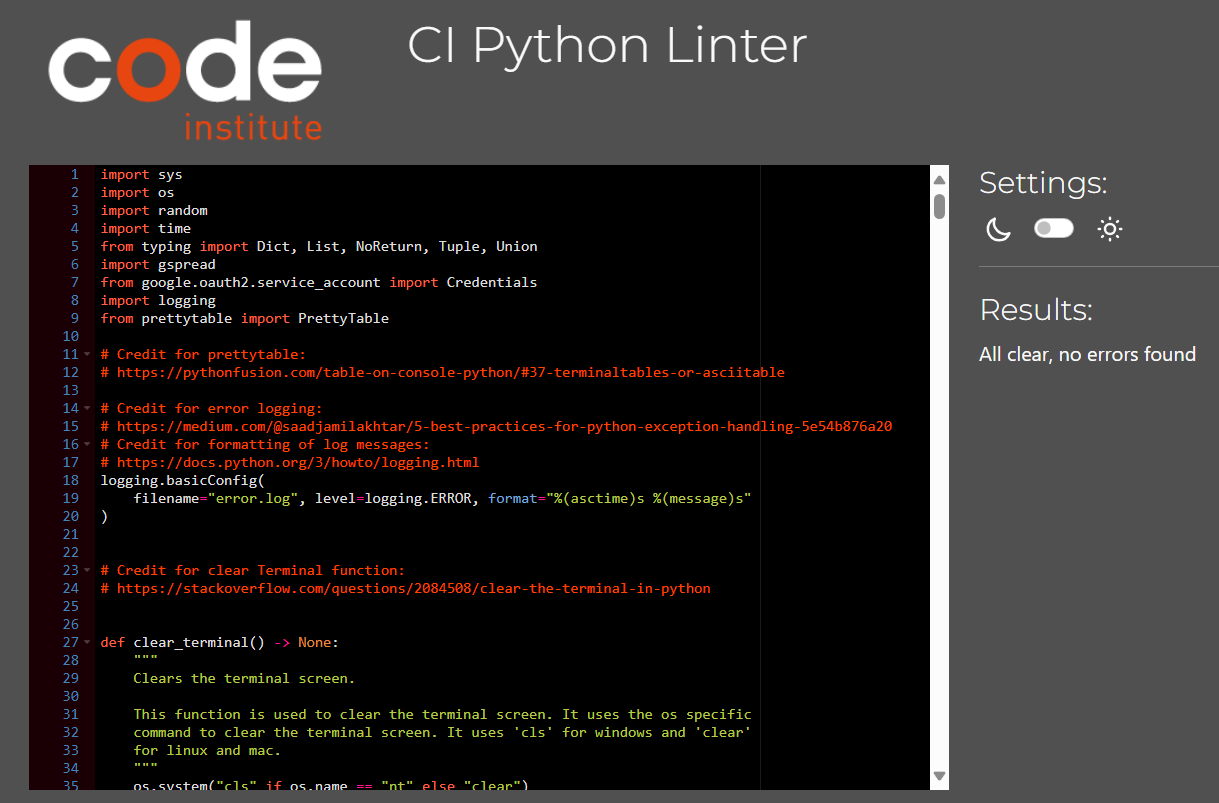 code
institute
CI Python Linter
1 import sys
2 import os
3 import random
4 import time
5 from typing import Dict, List, NoReturn, Tuple, Union
6 import gspread
7 from google.oauth2.service_account import Credentials
8 import logging
9 from prettytable import PrettyTable
10
11 # Credit for prettytable:
12 # https://pythonfusion.com/table-on-console-python/#37-terminaltables-or-asciitable
13
14 # Credit for error logging:
15 # https://medium.com/@saadjamilakhtar/5-best-practices-for-python-exception-handling-5e54b876a20
16 # Credit for formatting of log messages:
17 # https://docs.python.org/3/howto/logging.html
18 logging.basicConfig(
19     filename="error.log", level=logging.ERROR, format="%(asctime)s %(message)s"
20 )
21
22
23 # Credit for clear Terminal function:
24 # https://stackoverflow.com/questions/2084508/clear-the-terminal-in-python
25
26
27 def clear_terminal() -> None:
28     """
29     Clears the terminal screen.
30
31     This function is used to clear the terminal screen. It uses the os specific
32     command to clear the terminal screen. It uses 'cls' for windows and 'clear'
33     for linux and mac.
34     """
35     os.system("cls" if os.name == "nt" else "clear")
Settings:
Results:
All clear, no errors found